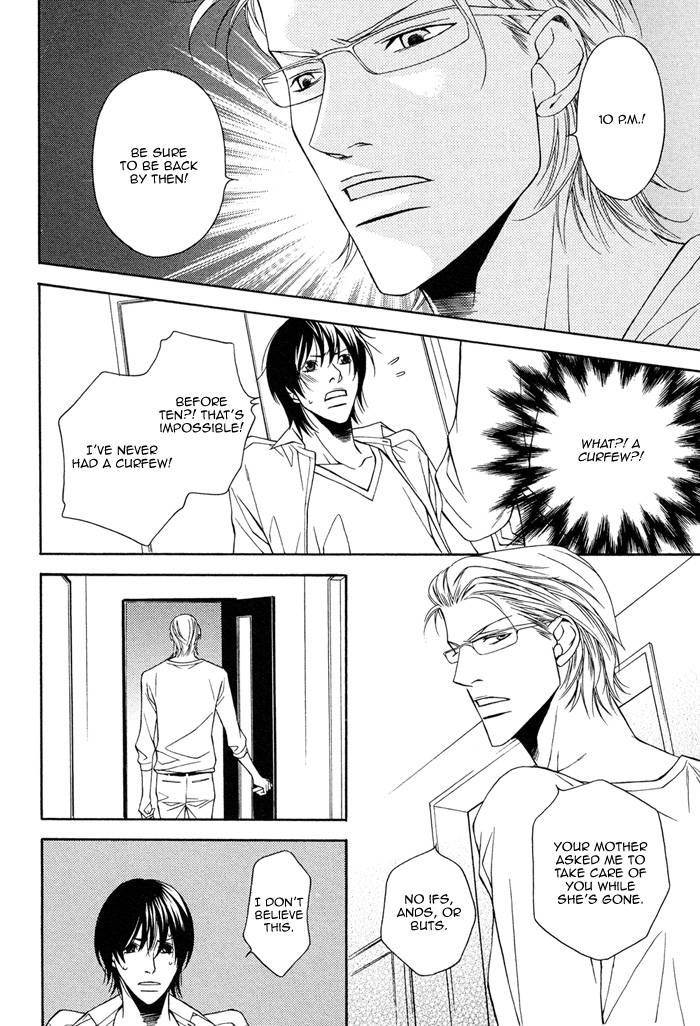 10 P.M.!
BE SURE
TO BE BACK
BY THEN!
WHAT?! A
CURFEW?!
BEFORE
TEN?! THAT'S
IMPOSSIBLE!
I'VE NEVER
HAD A CURFEW!
YOUR MOTHER
ASKED ME TO
TAKE CARE OF
YOU WHILE
SHE'S GONE.
NO IFS,
ANDS, OR
BUTS.
I DON'T
BELIEVE
THIS.